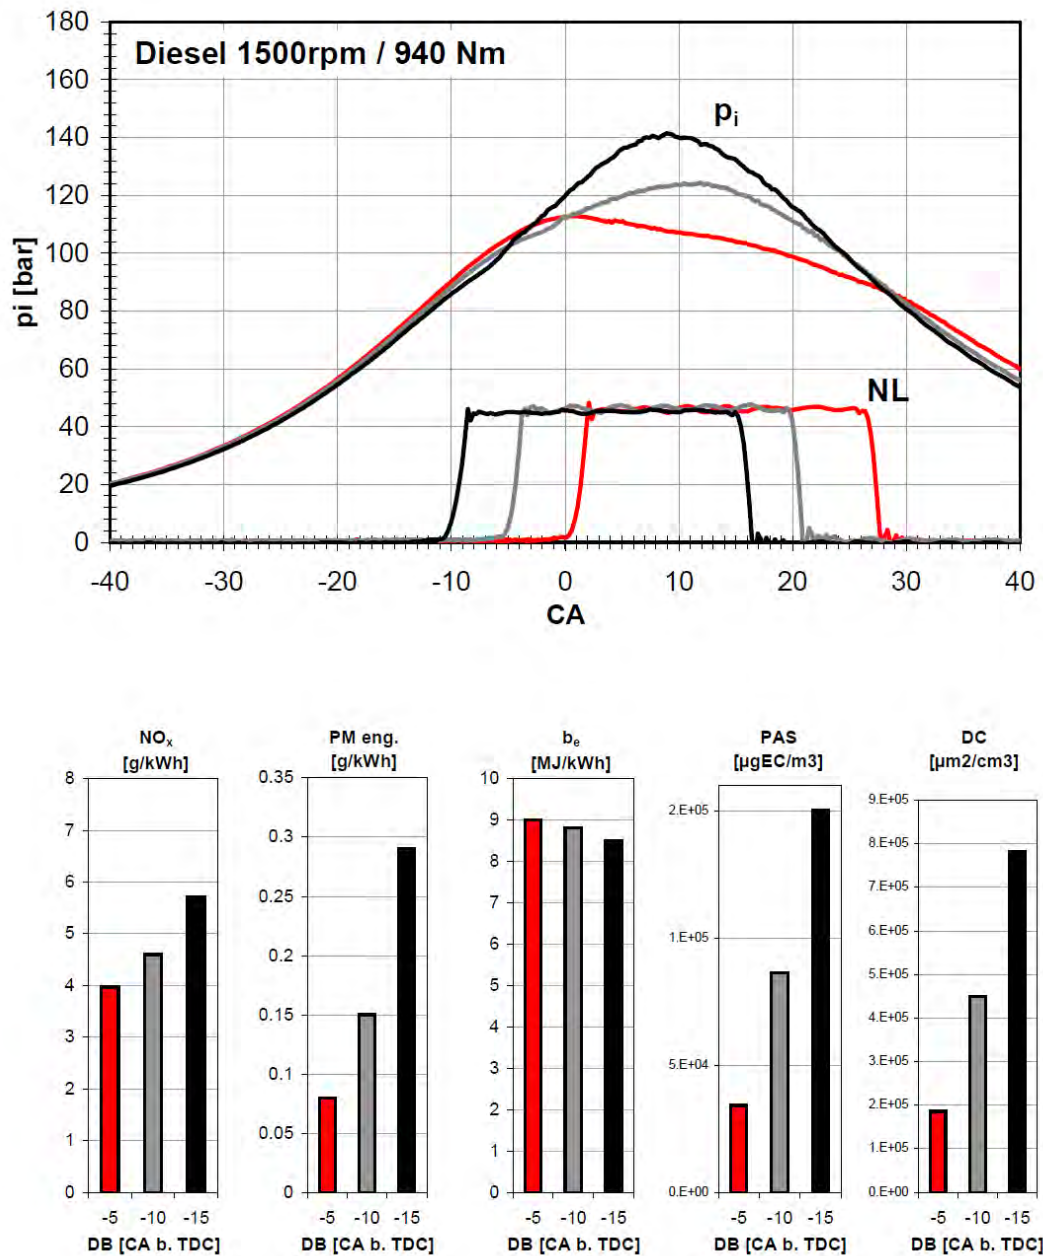 Diesel 1500rpm / 940 Nm
180
160
140
120
100
80
60
40
20
0
pi [bar]
pi
NL
-40 -30 -20 -10 0 10 20 30 40
CA
NOx
[g/kWh]
8
7
6
5
4
3
2
1
0
-5 -10 -15
DB [CA b. TDC]
PM eng.
[g/kWh]
0.35
0.3
0.25
0.2
0.15
0.1
0.05
0
-5 -10 -15
DB [CA b. TDC]
be
[MJ/kWh]
10
9
8
7
6
5
4
3
2
1
0
-5 -10 -15
DB [CA b. TDC]
PAS
[µgEC/m3]
2.E+05
1.E+05
5.E+04
0.E+00
-5 -10 -15
DB [CA b. TDC]
DC
[µm2/cm3]
9.E+05
8.E+05
7.E+05
6.E+05
5.E+05
4.E+05
3.E+05
2.E+05
1.E+05
0.E+00
-5 -10 -15
DB [CA b. TDC]